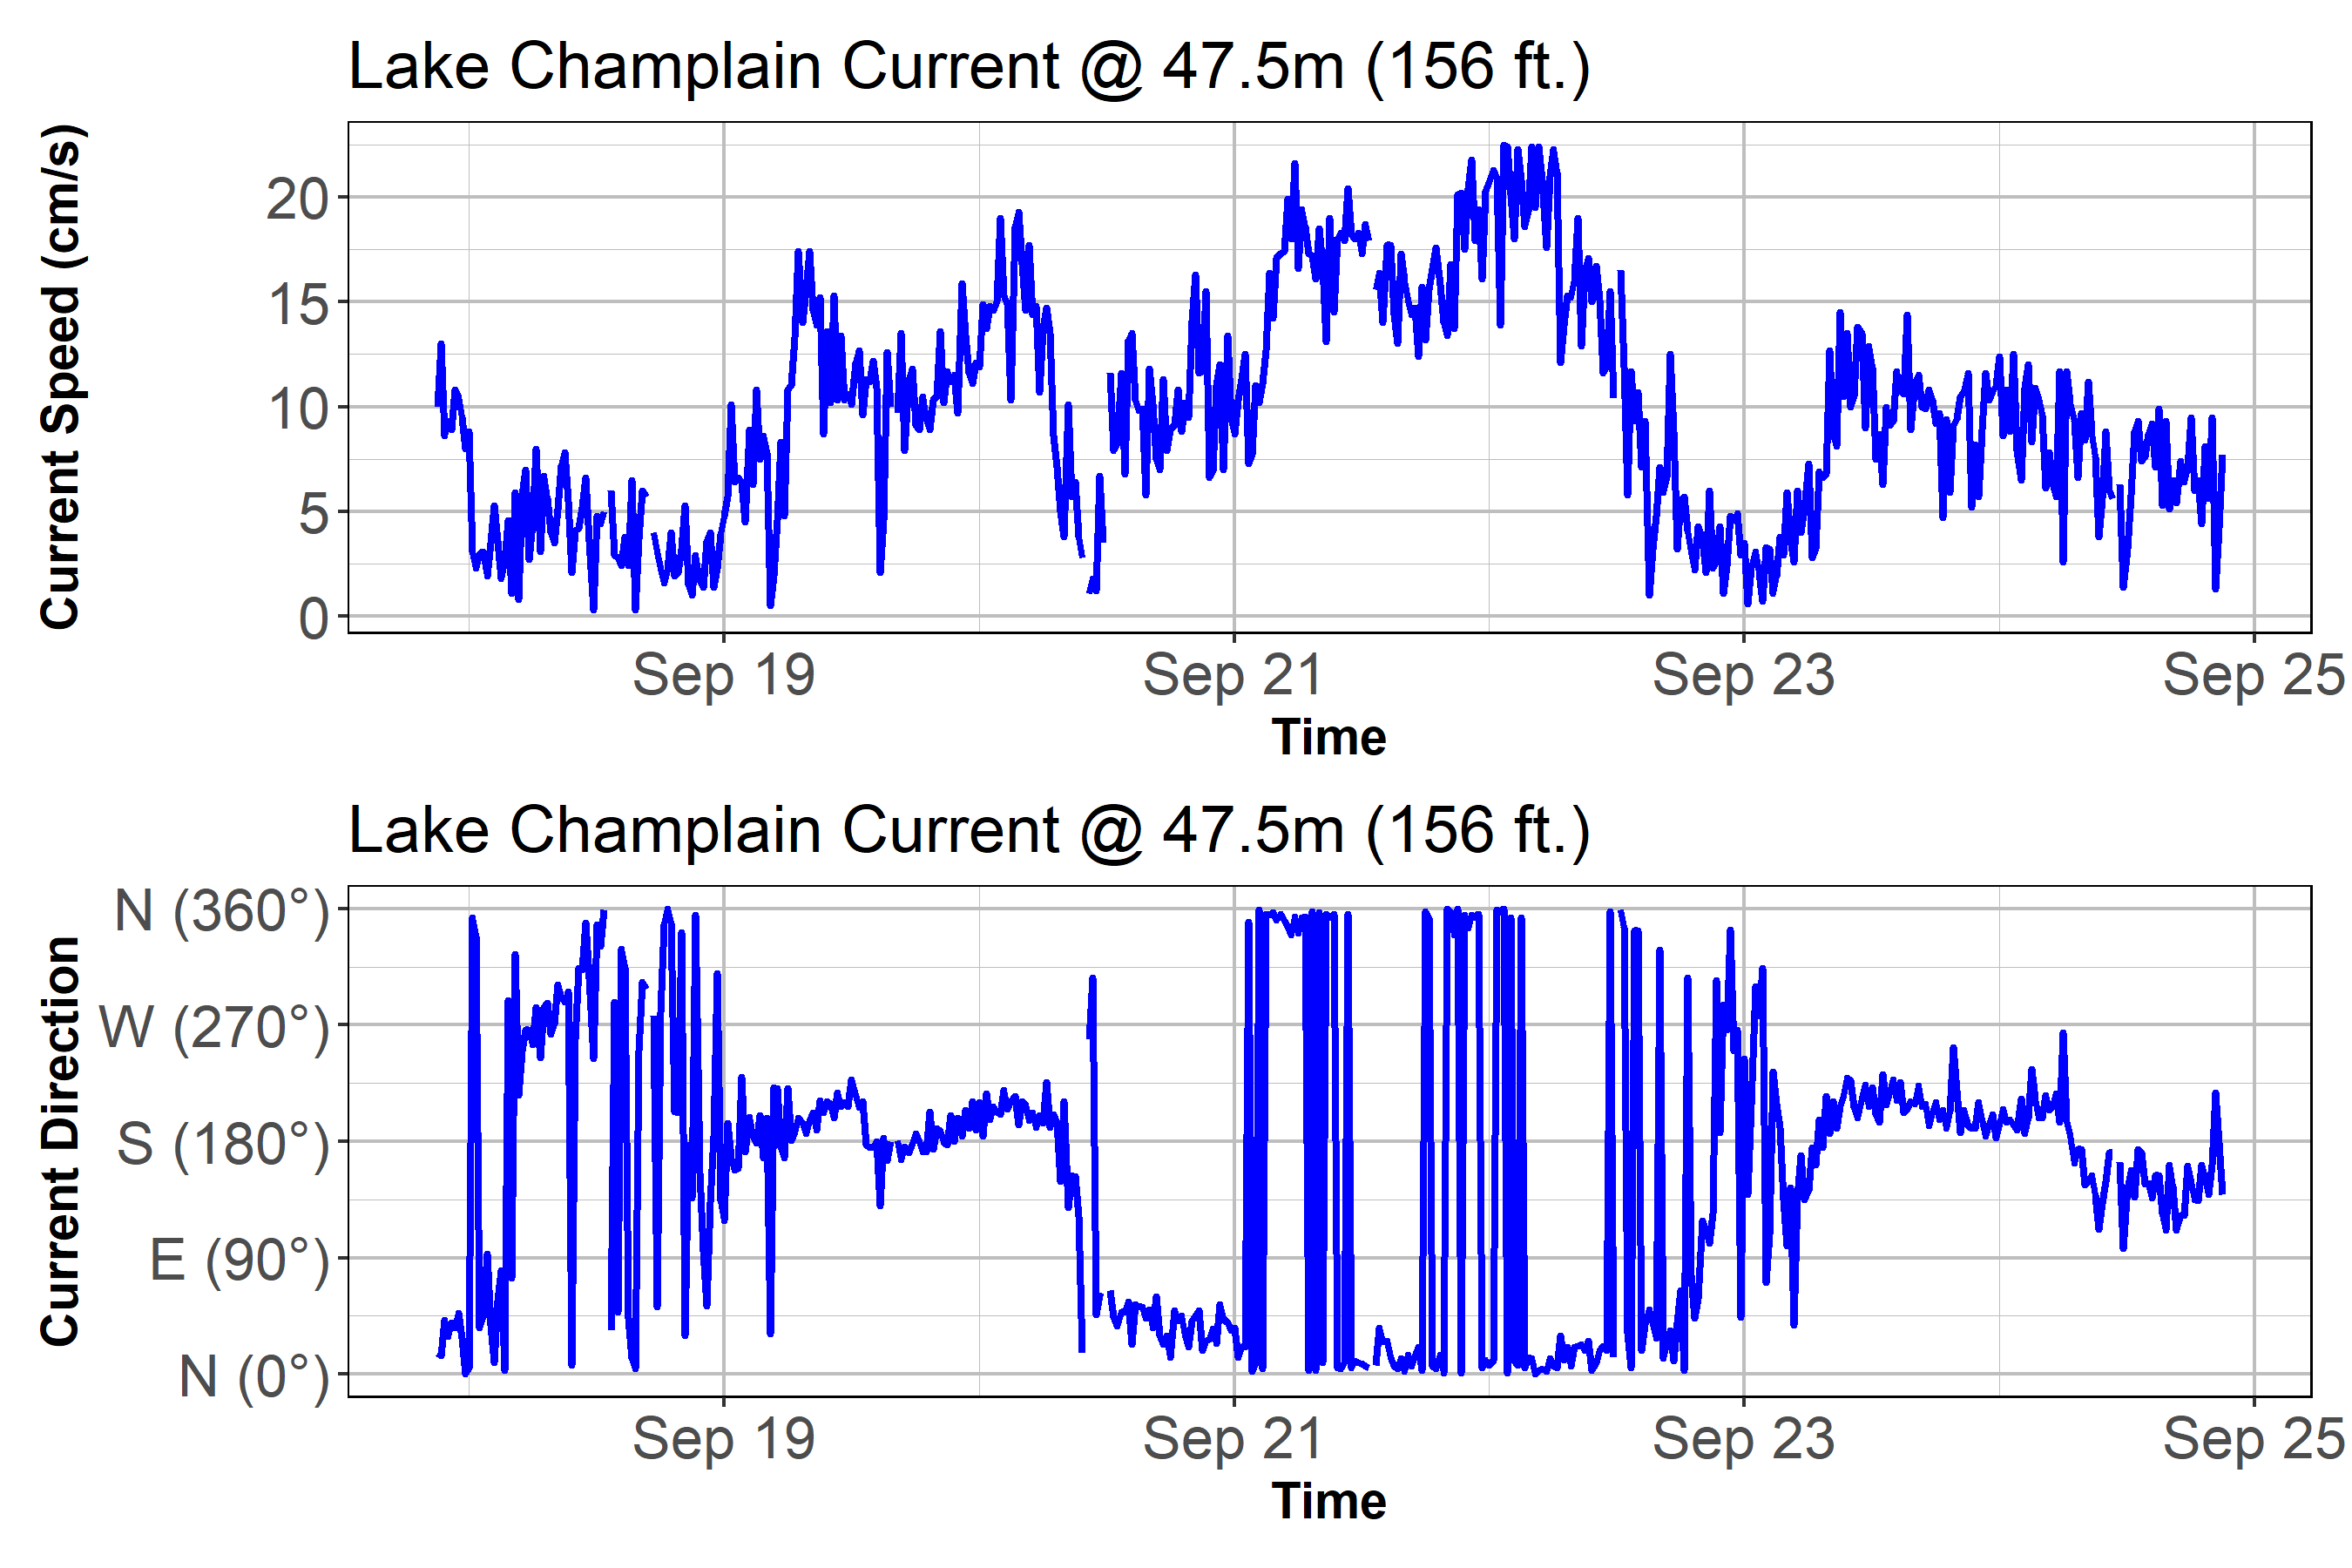 Lake Champlain Current @ 47.5m (156 ft.)
Current Speed (cm/s)
20
15
10
5
0
Sep 19 Sep 21 Sep 23 Sep 25
Time
Lake Champlain Current @ 47.5m (156 ft.)
Current Direction
N (360°)
W (270°)
S (180°)
E (90°)
N (0°)
Sep 19 Sep 21 Sep 23 Sep 25
Time